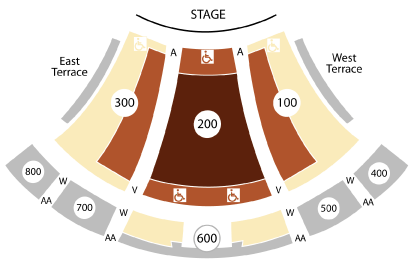 STAGE
East
Terrace
A
A
West
Terrace
300
200
100
800
W
AA
700
W
AA
V
600
V
W
AA
500
W
AA
400